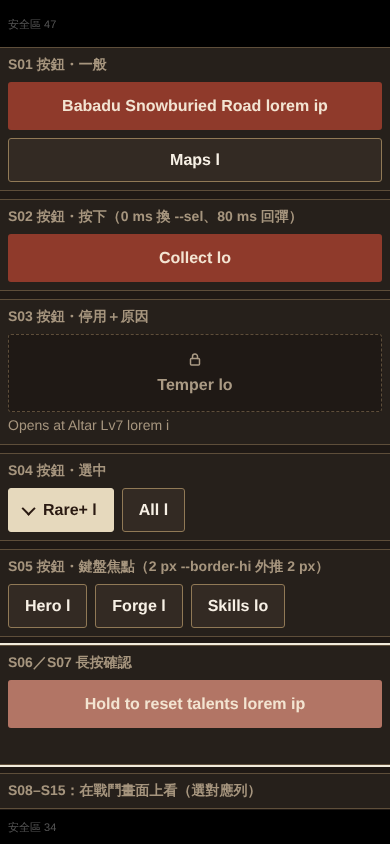 安全區 47
S01 按鈕・一般
Babadu Snowburied Road lorem ip
Maps l
S02 按鈕・按下（0 ms 換 --sel、80 ms 回彈）
Collect lo
S03 按鈕・停用＋原因
Temper lo
Opens at Altar Lv7 lorem i
S04 按鈕・選中
Rare+ l
All l
S05 按鈕・鍵盤焦點（2 px --border-hi 外推 2 px）
Hero l
Forge l
Skills lo
S06／S07 長按確認
Hold to reset talents lorem ip
S08–S15：在戰鬥畫面上看（選對應列）
安全區 34